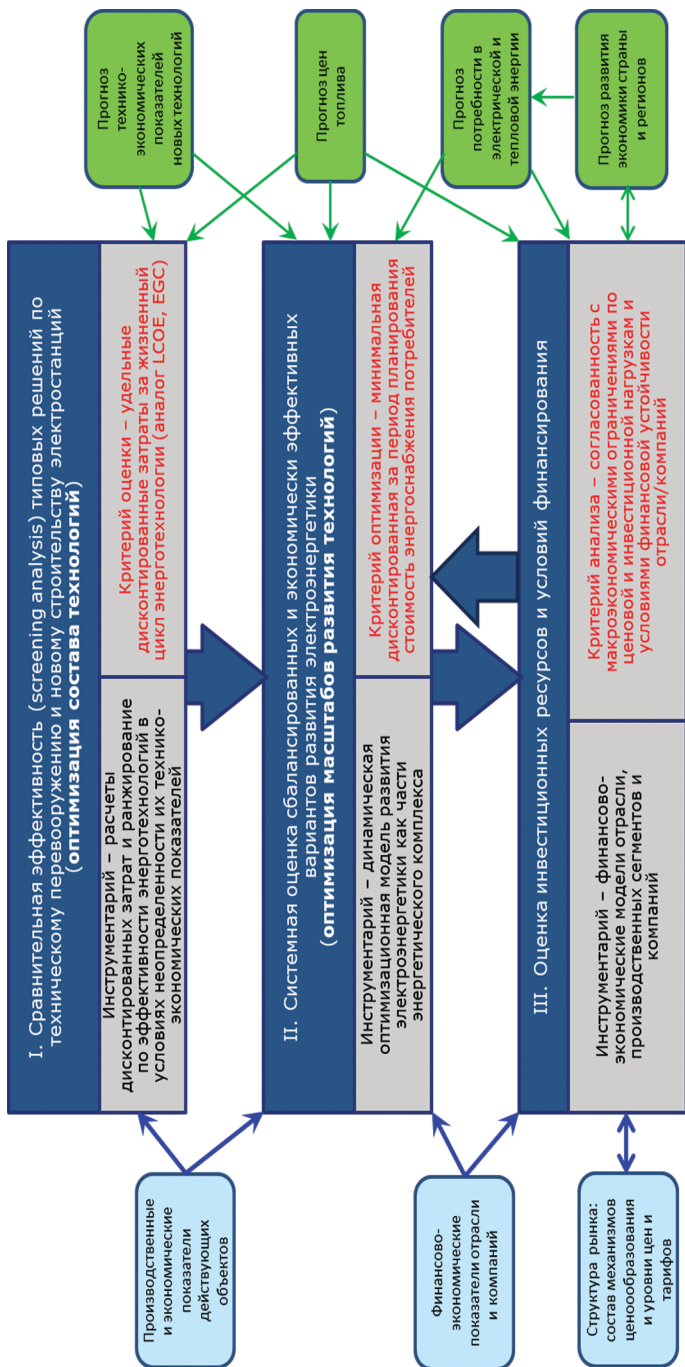 I. Сравнительная эффективность (screening analysis) типовых решений по
техническому перевооружению и новому строительству электростанций
(оптимизация состава технологий)
Инструментарий – расчеты
дисконтированных затрат и ранжирование
по эффективности энерготехнологий в
условиях неопределенности их технико-
экономических показателей
Критерий оценки – удельные
дисконтированные затраты за жизненный
цикл энерготехнологии (аналог LCOE, EGC)
II. Системная оценка сбалансированных и экономически эффективных
вариантов развития электроэнергетики
(оптимизация масштабов развития технологий)
Инструментарий – динамическая
оптимизационная модель развития
электроэнергетики как части
энергетического комплекса
Критерий оптимизации – минимальная
дисконтированная за период планирования
стоимость энергоснабжения потребителей
III. Оценка инвестиционных ресурсов и условий финансирования
Инструментарий – финансово-
экономические модели отрасли,
производственных сегментов и
компаний
Критерий анализа – согласованность с
макроэкономическими ограничениями по
ценовой и инвестиционной нагрузкам и
условиями финансовой устойчивости
отрасли/компаний
Производственные
и экономические
показатели
действующих
объектов
Финансово-
экономические
показатели отрасли
и компаний
Структура рынка:
состав механизмов
ценоообразования
и уровни цен и
тарифов
Прогноз
технико-
экономических
показателей
новых технологий
Прогноз цен
топлива
Прогноз
потребности в
электрической и
тепловой энергии
Прогноз развития
экономики страны
и регионов